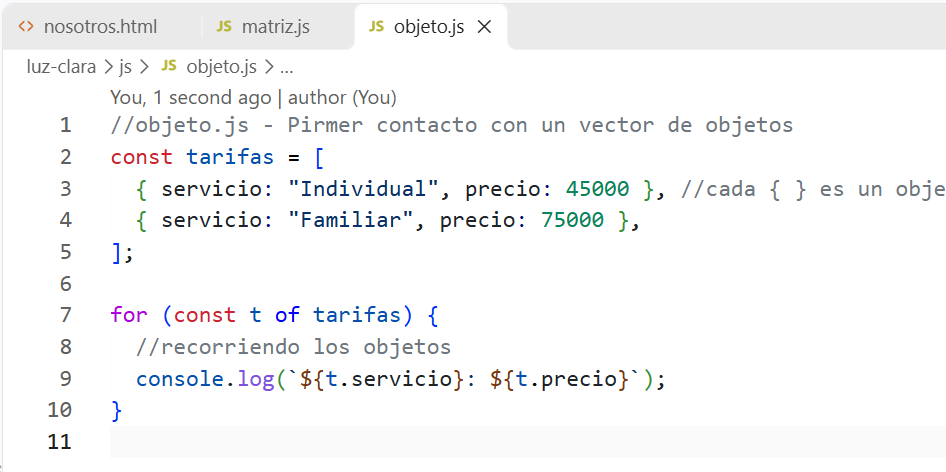 <> nosotros.html JS matriz.js JS objeto.js ×
luz-clara > js > JS objeto.js > ...
You, 1 second ago | author (You)
1 //objeto.js - Pirmer contacto con un vector de objetos
2 const tarifas = [
3 { servicio: "Individual", precio: 45000 }, //cada { } es un obje
4 { servicio: "Familiar", precio: 75000 },
5 ];
6
7 for (const t of tarifas) {
8 //recorriendo los objetos
9 console.log(`${t.servicio}: ${t.precio}`);
10 }
11